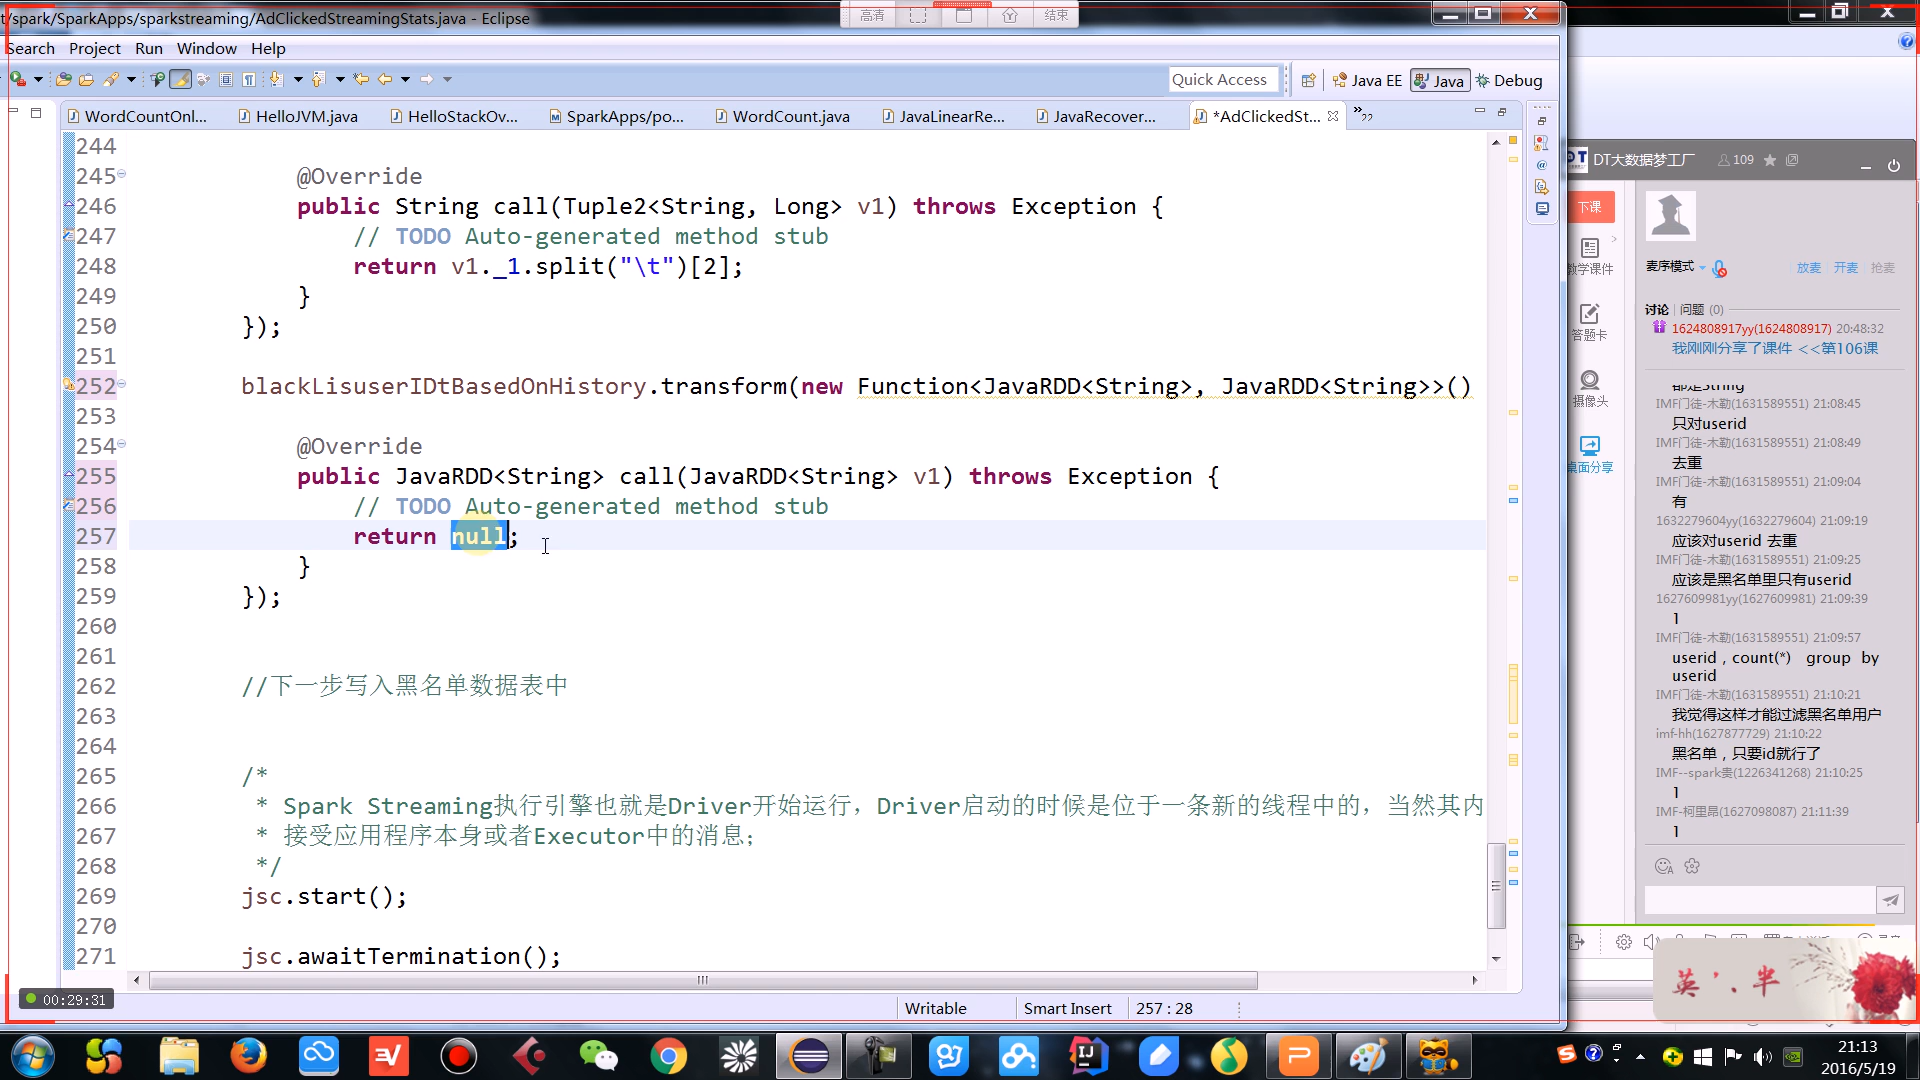 t/spark/SparkApps/sparkstreaming/AdClickedStreamingStats.java - Eclipse
高清
结束
Search Project Run Window Help
Quick Access
Java EE
Java
Debug
WordCountOnl...
HelloJVM.java
HelloStackOv...
SparkApps/po...
WordCount.java
JavaLinearRe...
JavaRecover...
*AdClickedSt...
»22
244
245 @Override
246 public String call(Tuple2<String, Long> v1) throws Exception {
247 // TODO Auto-generated method stub
248 return v1._1.split("\t")[2];
249 }
250 });
251
252 blackLisuserIDtBasedOnHistory.transform(new Function<JavaRDD<String>, JavaRDD<String>>()
253
254 @Override
255 public JavaRDD<String> call(JavaRDD<String> v1) throws Exception {
256 // TODO Auto-generated method stub
257 return null;
258 }
259 });
260
261
262 //下一步写入黑名单数据表中
263
264
265 /*
266 * Spark Streaming执行引擎也就是Driver开始运行，Driver启动的时候是位于一条新的线程中的，当然其内
267 * 接受应用程序本身或者Executor中的消息；
268 */
269 jsc.start();
270
271 jsc.awaitTermination();
Writable
Smart Insert
257 : 28
00:29:31
DT大数据梦工厂
109
下课
教学课件
答题卡
摄像头
桌面分享
麦序模式
放麦 开麦 抢麦
讨论 问题 (0)
1624808917yy(1624808917) 20:48:32
我刚刚分享了课件 <<第106课
都是String
IMF门徒-木勒(1631589551) 21:08:45
只对userid
IMF门徒-木勒(1631589551) 21:08:49
去重
IMF门徒-木勒(1631589551) 21:09:04
有
1632279604yy(1632279604) 21:09:19
应该对userid 去重
IMF门徒-木勒(1631589551) 21:09:25
应该是黑名单里只有userid
1627609981yy(1627609981) 21:09:39
1
IMF门徒-木勒(1631589551) 21:09:57
userid , count(*) group by
userid
IMF门徒-木勒(1631589551) 21:10:21
我觉得这样才能过滤黑名单用户
imf-hh(1627877729) 21:10:22
黑名单，只要id就行了
IMF--spark贵(1226341268) 21:10:25
1
IMF-柯里昂(1627098087) 21:11:39
1
英 ’、半
21:13
2016/5/19